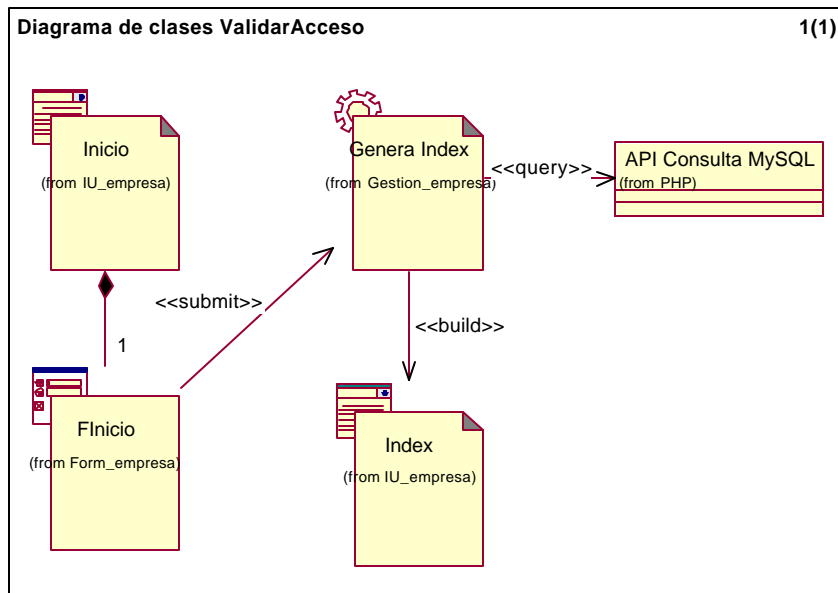 Diagrama de clases ValidarAcceso 1(1)
Inicio
(from IU_empresa)
Genera Index
(from Gestion_empresa)
<<query>>
API Consulta MySQL
(from PHP)
<<submit>>
1
<<build>>
FInicio
(from Form_empresa)
Index
(from IU_empresa)